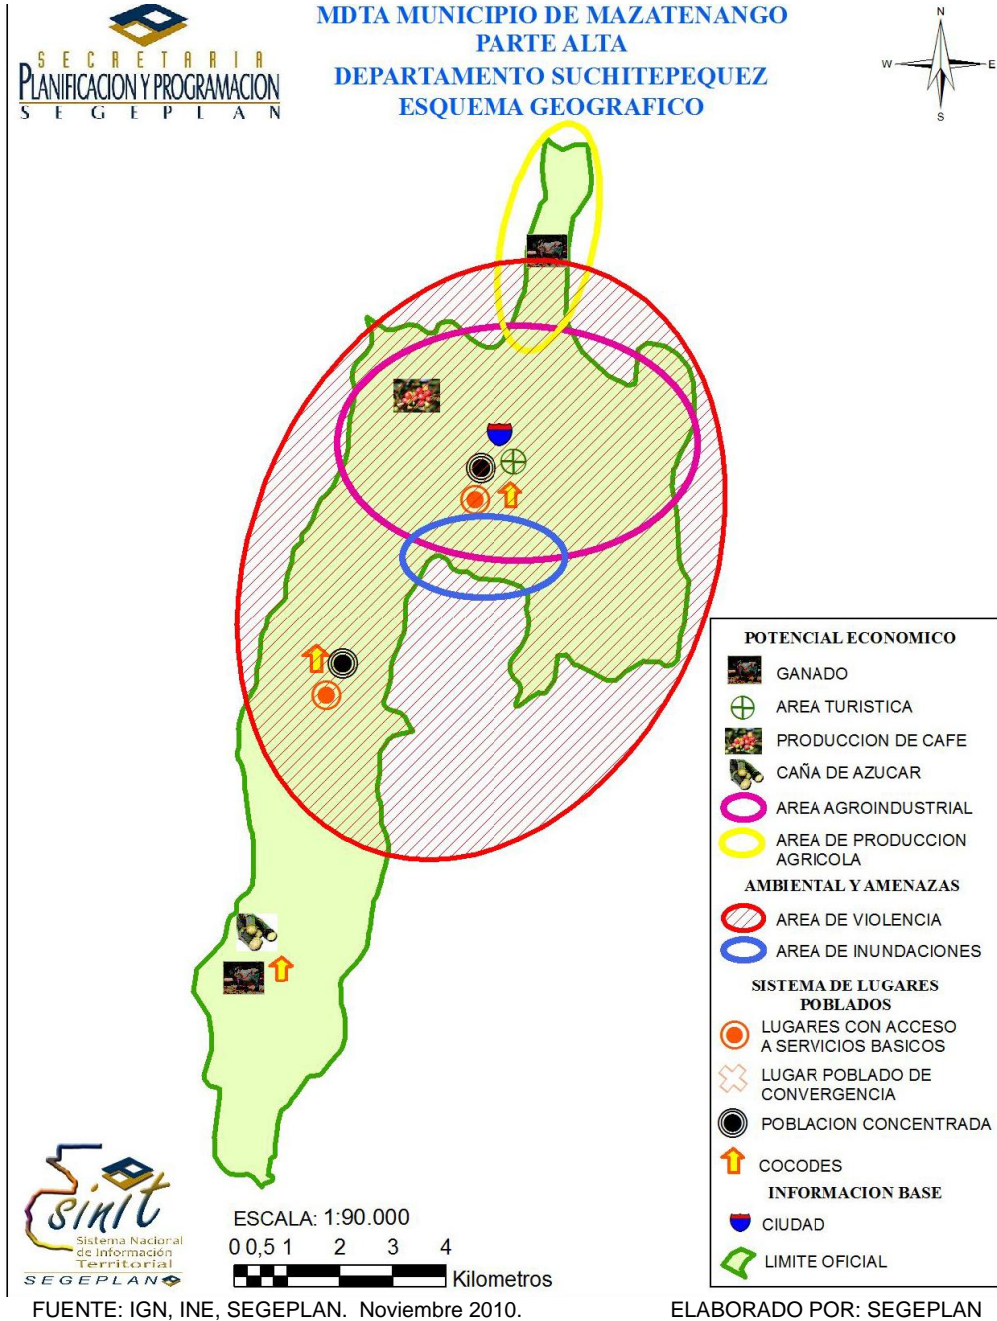 SECRETARIA
PLANIFICACION Y PROGRAMACION
SEGEPLAN
MDTA MUNICIPIO DE MAZATENANGO
PARTE ALTA
DEPARTAMENTO SUCHITEPEQUEZ
ESQUEMA GEOGRAFICO
N
W
E
S
POTENCIAL ECONOMICO
GANADO
AREA TURISTICA
PRODUCCION DE CAFE
CAÑA DE AZUCAR
AREA AGROINDUSTRIAL
AREA DE PRODUCCION
AGRICOLA
AMBIENTAL Y AMENAZAS
AREA DE VIOLENCIA
AREA DE INUNDACIONES
SISTEMA DE LUGARES
POBLADOS
LUGARES CON ACCESO
A SERVICIOS BASICOS
LUGAR POBLADO DE
CONVERGENCIA
POBLACION CONCENTRADA
COCODES
INFORMACION BASE
CIUDAD
LIMITE OFICIAL
sinit
Sistema Nacional
de Información
Territorial
SEGEPLAN
ESCALA: 1:90.000
0 0,5 1 2 3 4
Kilometros
FUENTE: IGN, INE, SEGEPLAN. Noviembre 2010.
ELABORADO POR: SEGEPLAN